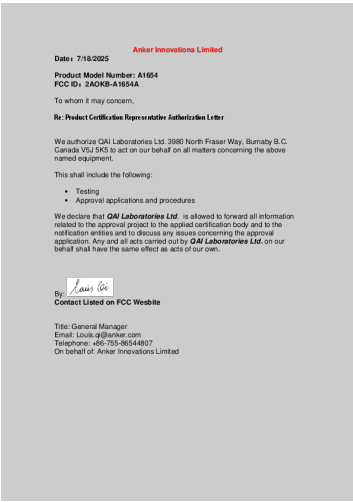 Anker Innovations Limited
Date：7/18/2025
Product Model Number: A1654
FCC ID：2AOKB-A1654A
To whom it may concern,
Re: Product Certification Representative Authorization Letter
We authorize QAI Laboratories Ltd. 3980 North Fraser Way, Burnaby B.C.
Canada V5J 5K5 to act on our behalf on all matters concerning the above
named equipment.
This shall include the following:
• Testing
• Approval applications and procedures
We declare that QAI Laboratories Ltd. is allowed to forward all information
related to the approval project to the applied certification body and to the
notification entities and to discuss any issues concerning the approval
application. Any and all acts carried out by QAI Laboratories Ltd. on our
behalf shall have the same effect as acts of our own.
By: Louis Qi
Contact Listed on FCC Wesbite
Title: General Manager
Email: Louis.qi@anker.com
Telephone: +86-755-86544807
On behalf of: Anker Innovations Limited